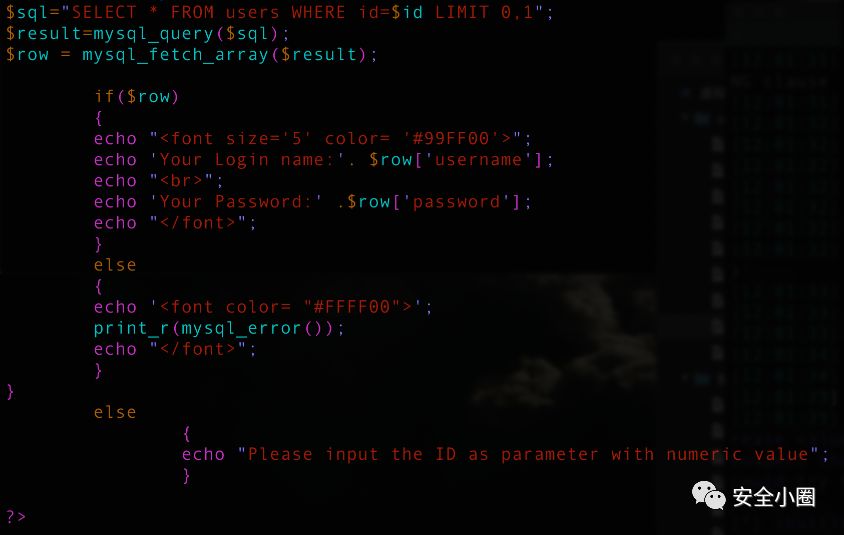 $sql="SELECT * FROM users WHERE id=$id LIMIT 0,1";
$result=mysql_query($sql);
$row = mysql_fetch_array($result);
if($row)
{
echo "<font size='5' color= '#99FF00'>";
echo 'Your Login name:'. $row['username'];
echo "<br>";
echo 'Your Password:' .$row['password'];
echo "</font>";
}
else
{
echo '<font color= "#FFFF00">';
print_r(mysql_error());
echo "</font>";
}
}
else
{
echo "Please input the ID as parameter with numeric value";
}
?>
安全小圈